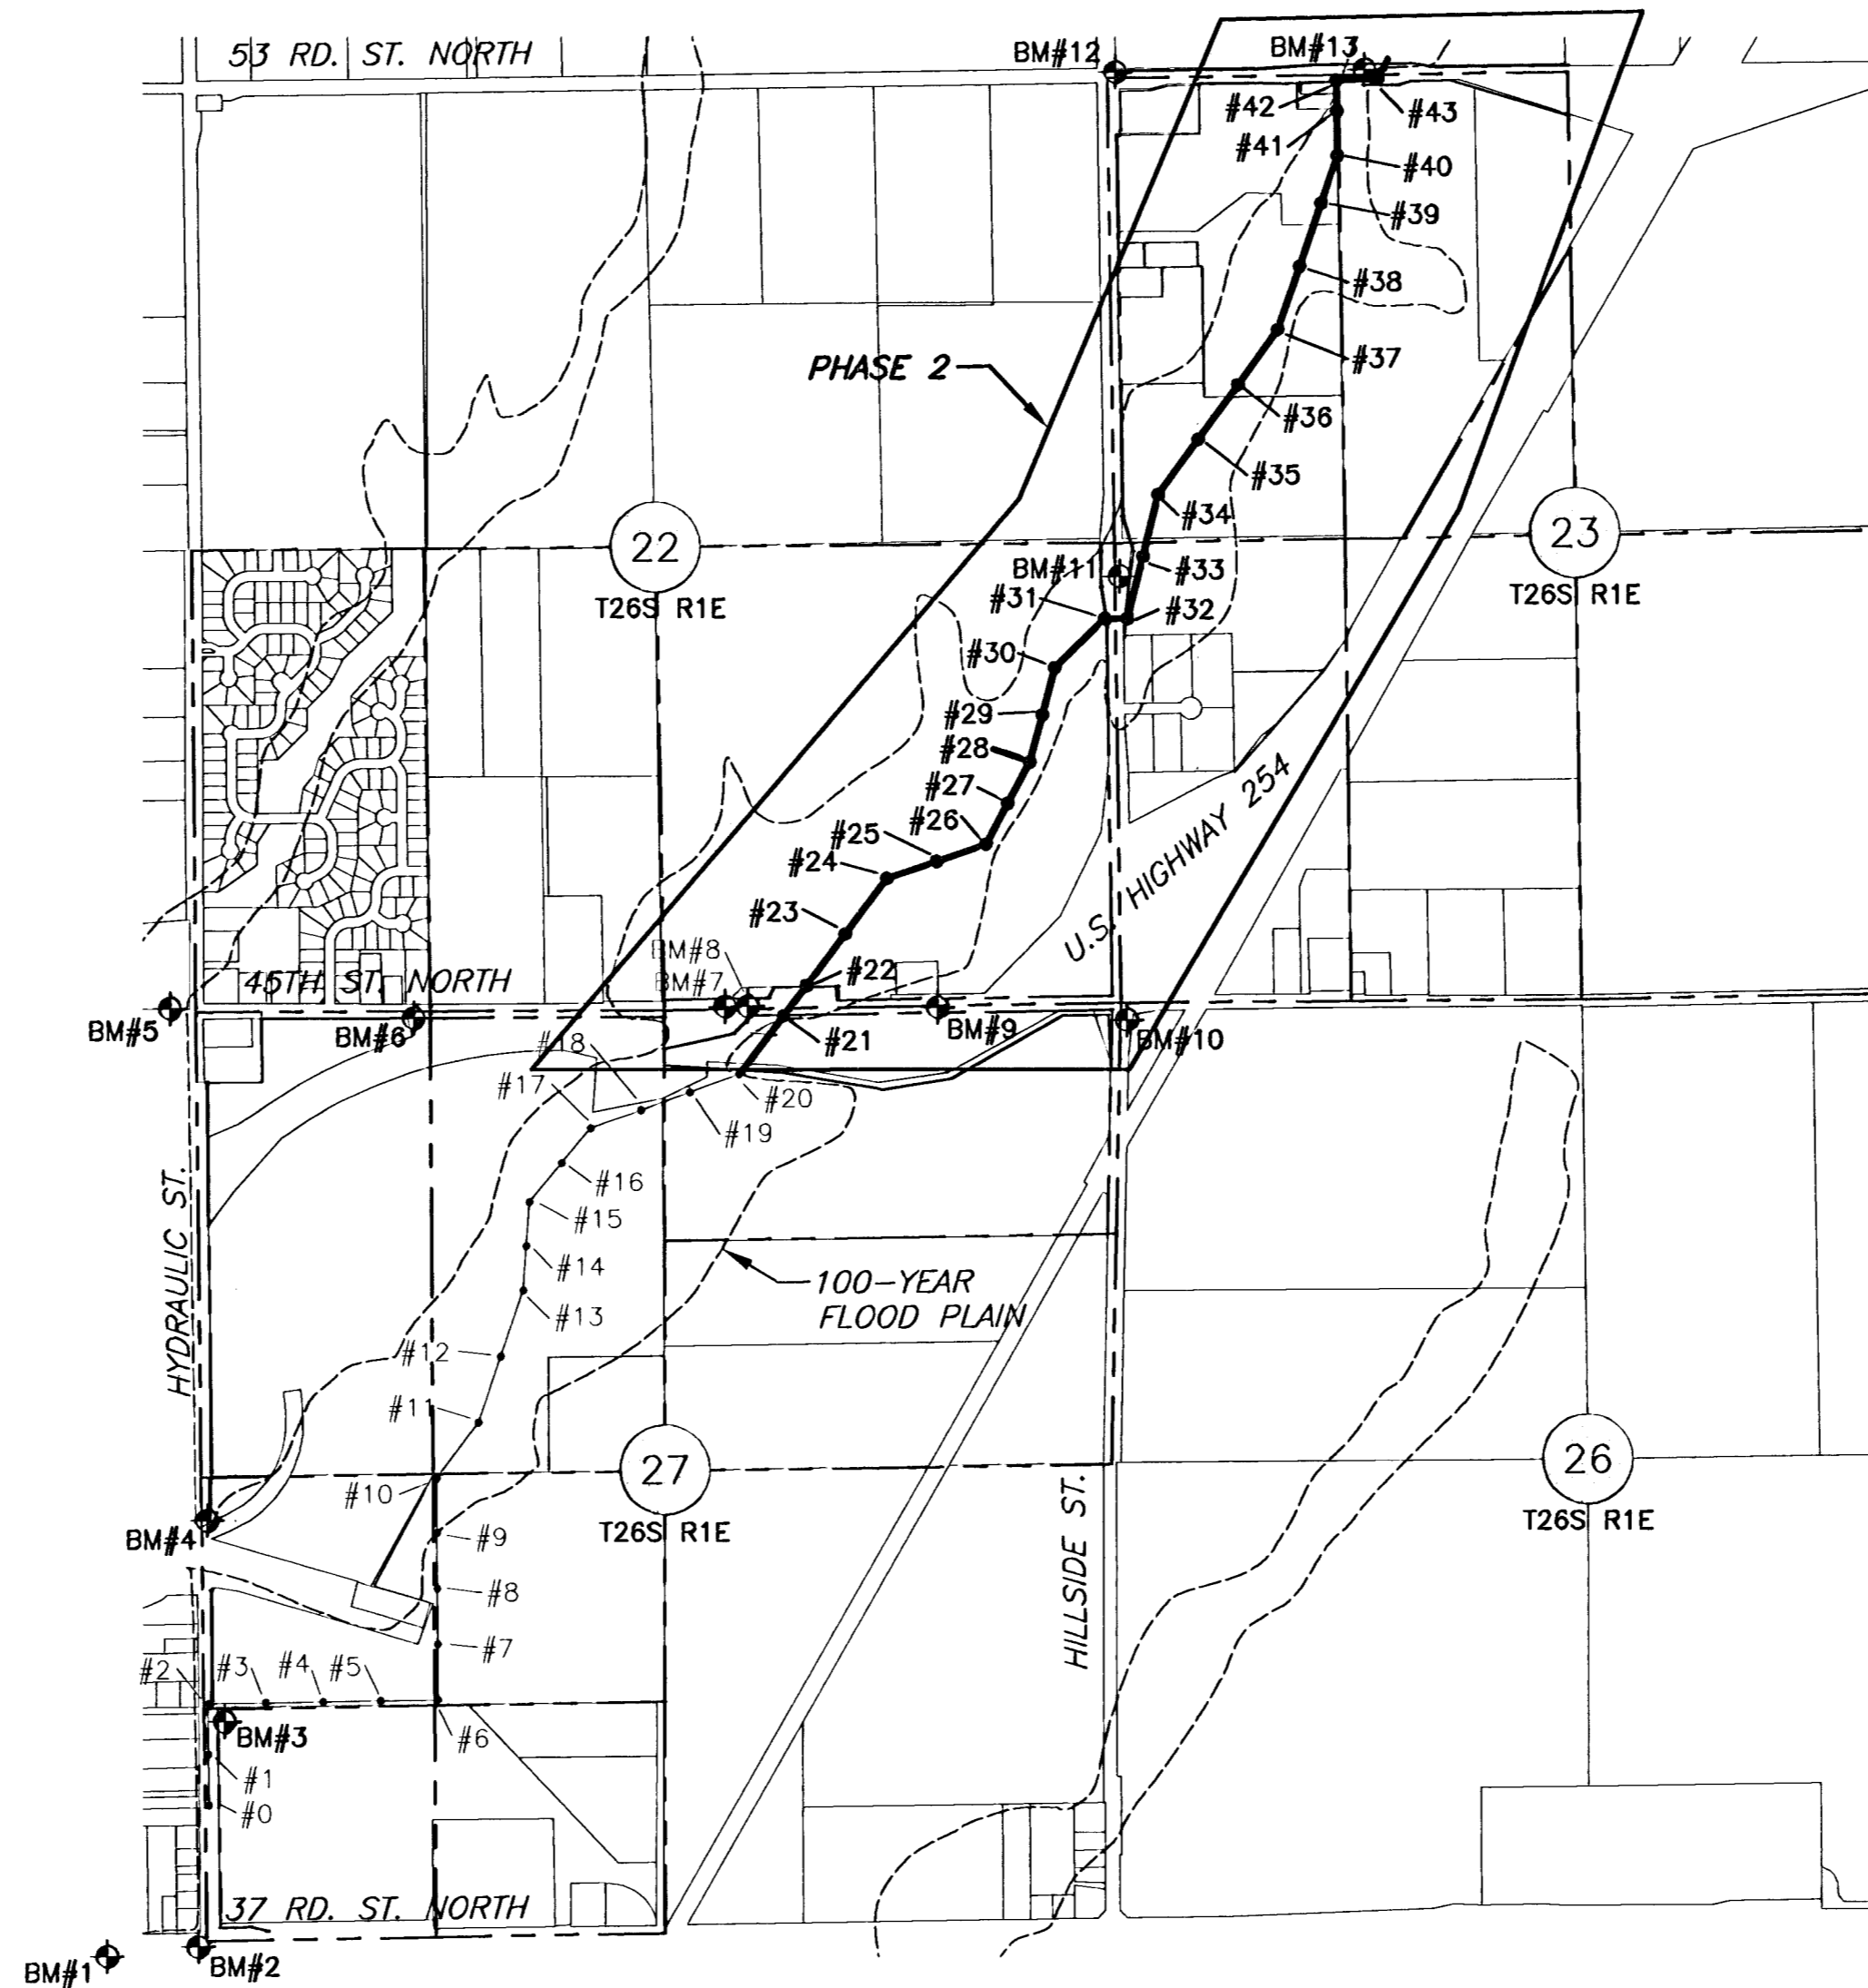 53 RD. ST. NORTH
BM#12
BM#13
#42
#43
#41
#40
#39
#38
#37
PHASE 2
#36
#35
#34
22
23
BM#11
#33
T26S R1E
T26S R1E
#31
#32
#30
#29
#28
#27
#26
#25
#24
U.S. HIGHWAY 254
#23
BM#8
45TH ST. NORTH
BM#7
#22
BM#5
BM#6
BM#9
BM#10
#21
#18
#17
#20
#19
#16
HYDRAULIC ST.
#15
#14
100-YEAR
FLOOD PLAIN
#13
#12
#11
27
26
#10
T26S R1E
T26S R1E
BM#4
#9
HILLSIDE ST.
#8
#7
#2
#3
#4
#5
BM#3
#6
#1
#0
37 RD. ST. NORTH
BM#1
BM#2